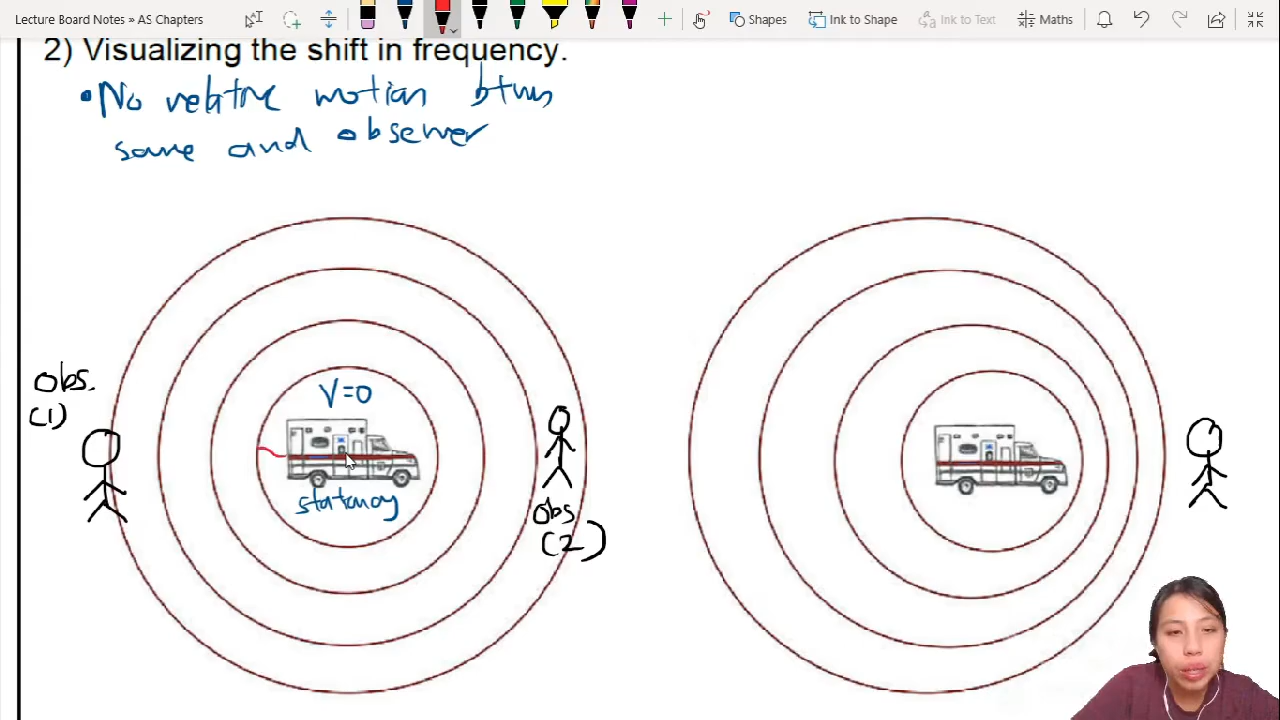 Lecture Board Notes » AS Chapters
Shapes
Ink to Shape
Ink to Text
Maths
2) Visualizing the shift in frequency.
• No relative motion btwn
source and observer
Obs.
(1)
V=0
stationary
Obs
(2)